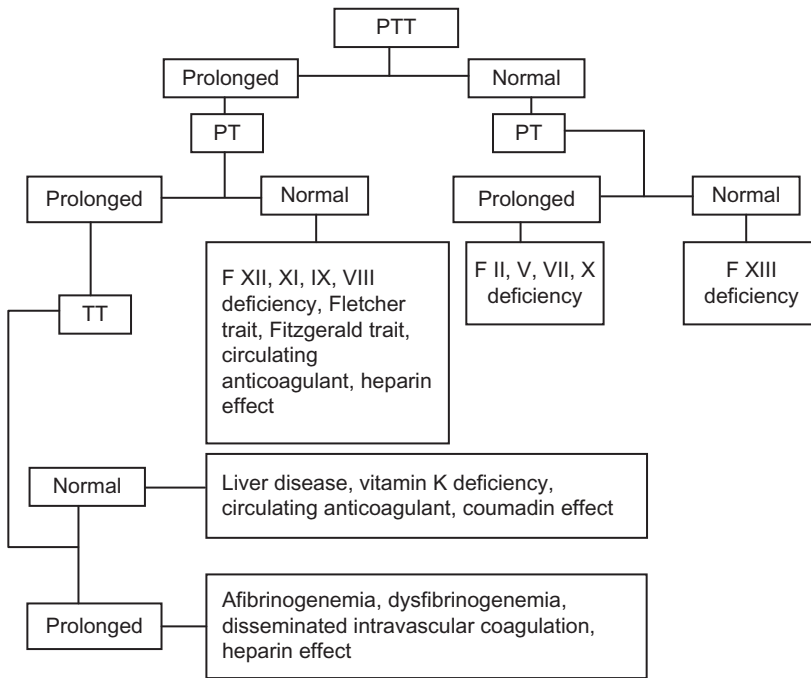 PTT
Prolonged
Normal
PT
PT
Prolonged
Normal
Prolonged
Normal
F XII, XI, IX, VIII
deficiency, Fletcher
trait, Fitzgerald trait,
circulating
anticoagulant, heparin
effect
F II, V, VII, X
deficiency
F XIII
deficiency
TT
Normal
Liver disease, vitamin K deficiency,
circulating anticoagulant, coumadin effect
Prolonged
Afibrinogenemia, dysfibrinogenemia,
disseminated intravascular coagulation,
heparin effect